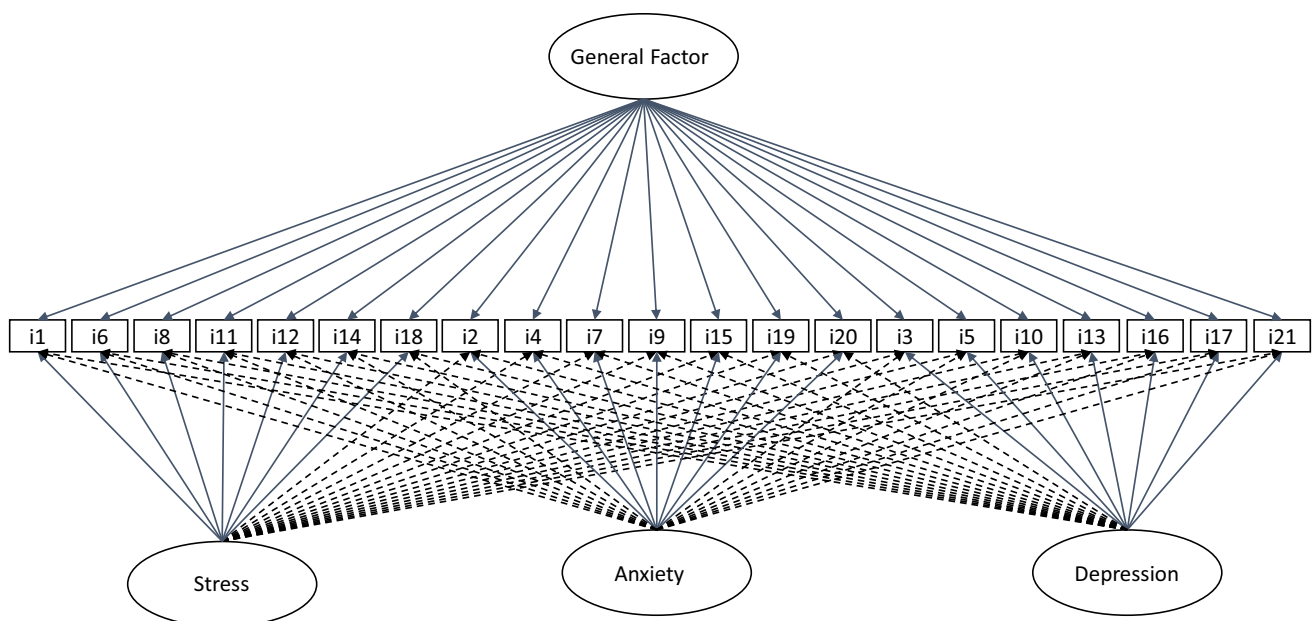 General Factor
i1 i6 i8 i11 i12 i14 i18 i2 i4 i7 i9 i15 i19 i20 i3 i5 i10 i13 i16 i17 i21
Stress Anxiety Depression